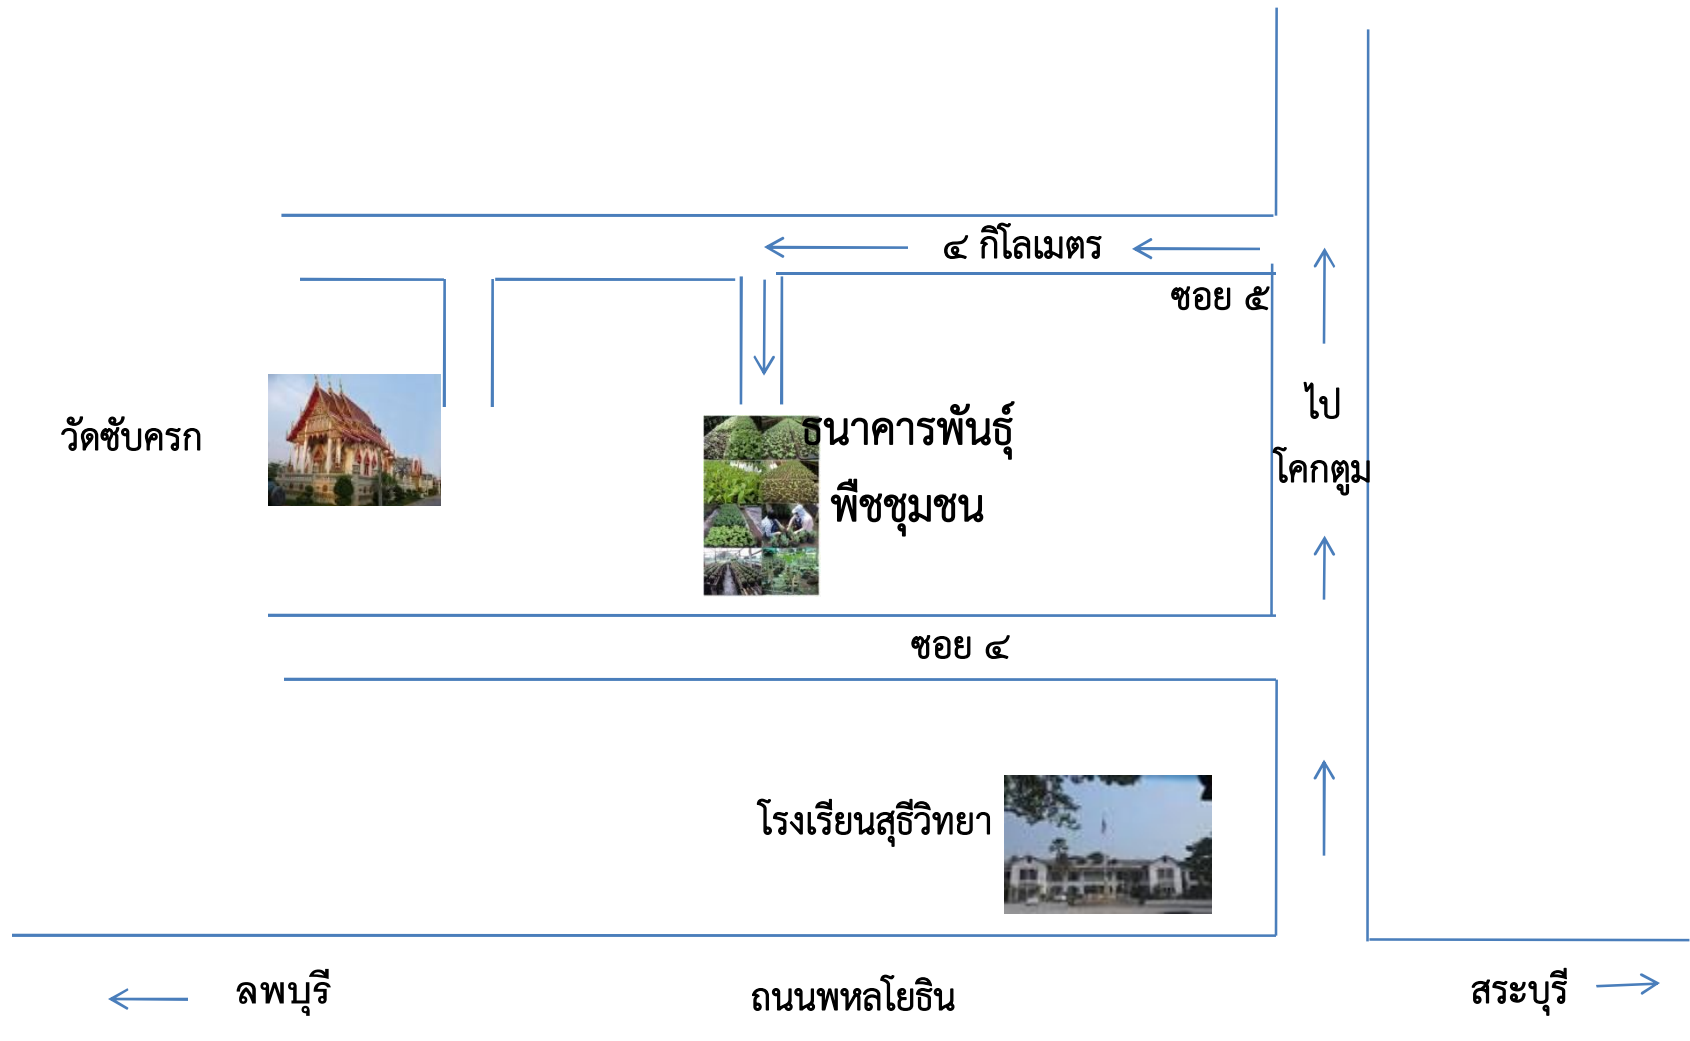 ๔ กิโลเมตร
ซอย ๕
ไป
โคกตูม
วัดซับครก
ธนาคารพันธุ์
พืชชุมชน
ซอย ๔
โรงเรียนสุธีวิทยา
ลพบุรี
ถนนพหลโยธิน
สระบุรี